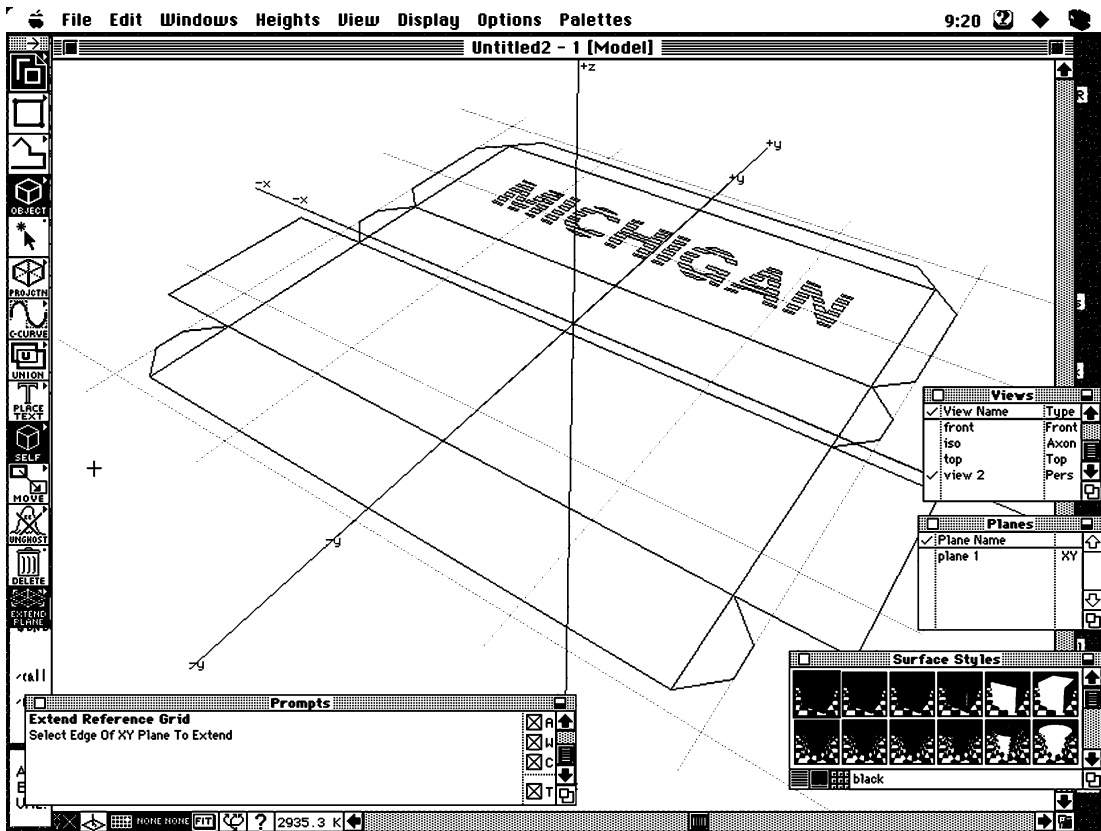 File Edit Windows Heights View Display Options Palettes 9:20
Untitled2 - 1 [Model]
+z
+y
+y
-x
-x
MICHIGAN
-y
-y
OBJECT
PROJCTN
C-CURVE
UNION
PLACE
TEXT
SELF
MOVE
UNGHOST
DELETE
EXTEND
PLANE
Views
View Name Type
front Front
iso Axon
top Top
view 2 Pers
Planes
Plane Name
plane 1 XY
Surface Styles
black
Prompts
Extend Reference Grid
Select Edge Of XY Plane To Extend
A
W
C
T
NONE NONE FIT ? 2935.3 K